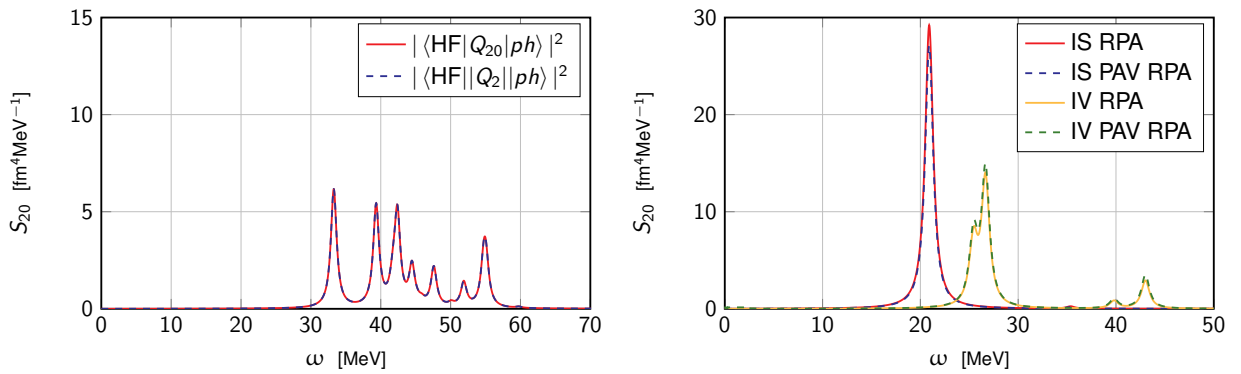 15
10
5
0
S₂₀ [fm⁴MeV⁻¹]
| ⟨HF|Q₂₀|ph⟩ |²
| ⟨HF||Q₂||ph⟩ |²
0 10 20 30 40 50 60 70
ω [MeV]
30
20
10
0
S₂₀ [fm⁴MeV⁻¹]
IS RPA
IS PAV RPA
IV RPA
IV PAV RPA
0 10 20 30 40 50
ω [MeV]